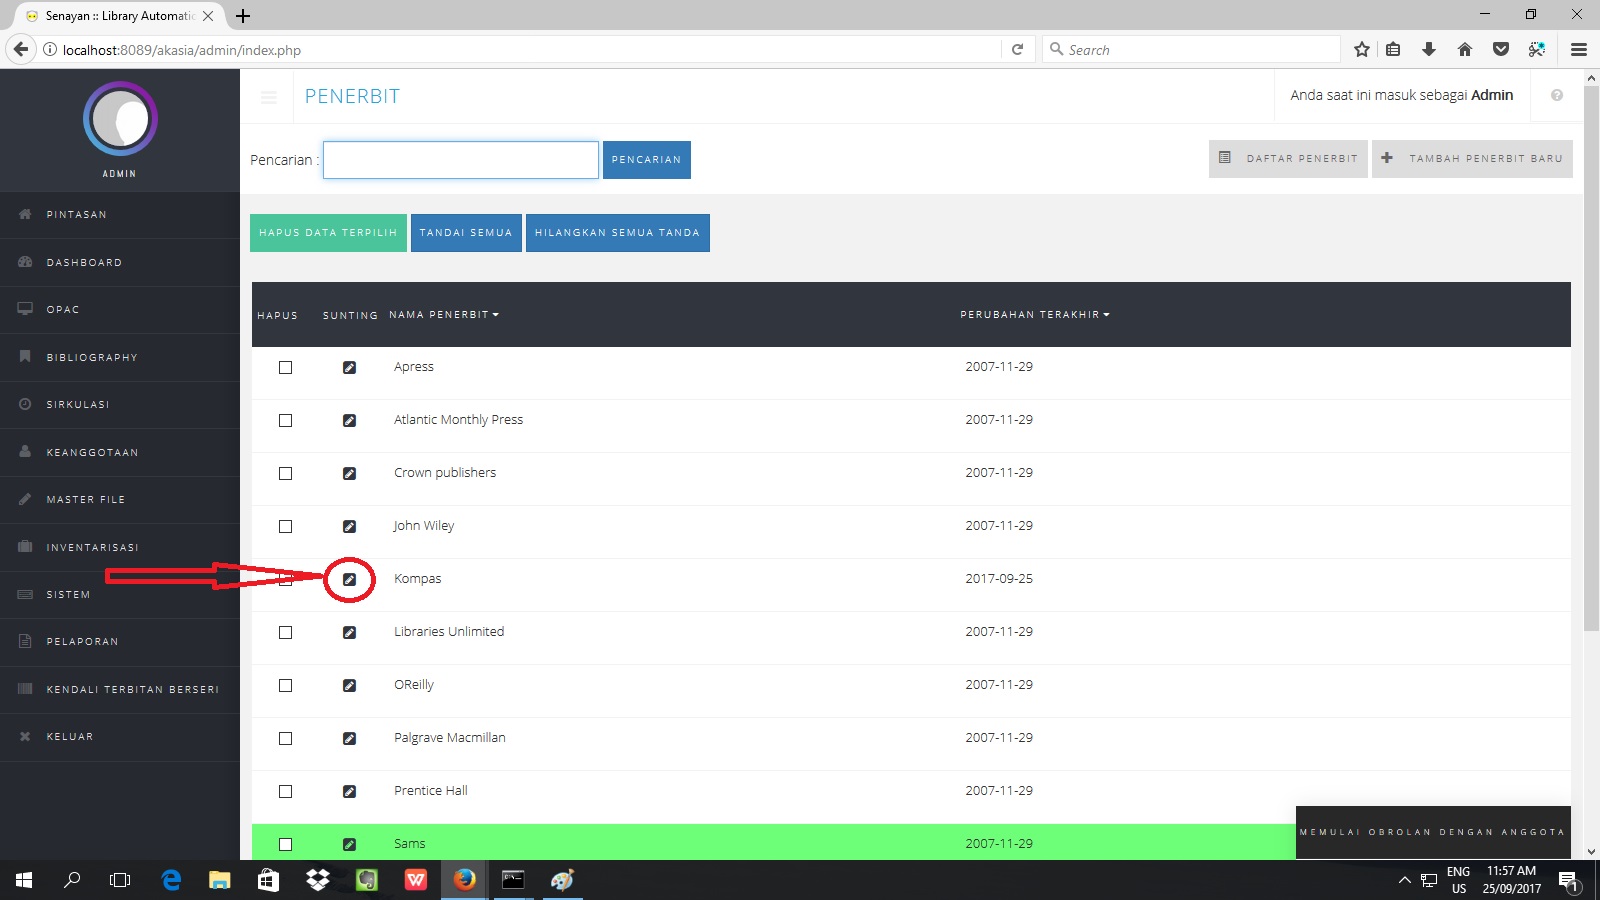 Senayan :: Library Automatic
localhost:8089/akasia/admin/index.php
Search
ADMIN
PINTASAN
DASHBOARD
OPAC
BIBLIOGRAPHY
SIRKULASI
KEANGGOTAAN
MASTER FILE
INVENTARISASI
SISTEM
PELAPORAN
KENDALI TERBITAN BERSERI
KELUAR
PENERBIT
Anda saat ini masuk sebagai Admin
Pencarian :
PENCARIAN
DAFTAR PENERBIT
TAMBAH PENERBIT BARU
HAPUS DATA TERPILIH
TANDAI SEMUA
HILANGKAN SEMUA TANDA
HAPUS SUNTING NAMA PENERBIT PERUBAHAN TERAKHIR
Apress 2007-11-29
Atlantic Monthly Press 2007-11-29
Crown publishers 2007-11-29
John Wiley 2007-11-29
Kompas 2017-09-25
Libraries Unlimited 2007-11-29
OReilly 2007-11-29
Palgrave Macmillan 2007-11-29
Prentice Hall 2007-11-29
Sams 2007-11-29
MEMULAI OBROLAN DENGAN ANGGOTA
ENG
US
11:57 AM
25/09/2017
1